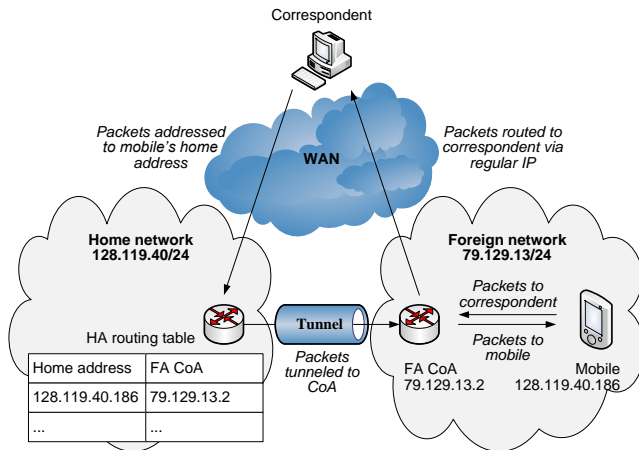 Correspondent
Packets addressed
to mobile's home
address
WAN
Packets routed to
correspondent via
regular IP
Home network
128.119.40/24
Foreign network
79.129.13/24
Packets to
correspondent
Packets to
mobile
Tunnel
Packets
tunneled to
CoA
HA routing table
Home address FA CoA
128.119.40.186 79.129.13.2
... ...
FA CoA
79.129.13.2
Mobile
128.119.40.186